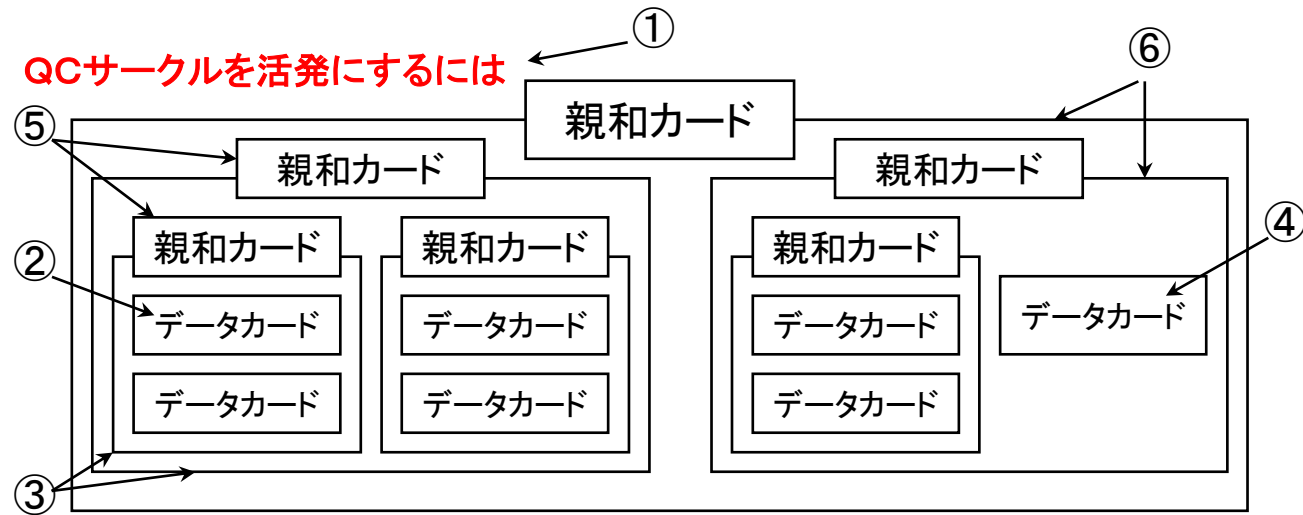 ①
QCサークルを活発にするには
⑥
親和カード
⑤
親和カード
親和カード
親和カード
親和カード
親和カード
④
②
データカード
データカード
データカード
データカード
データカード
データカード
データカード
③